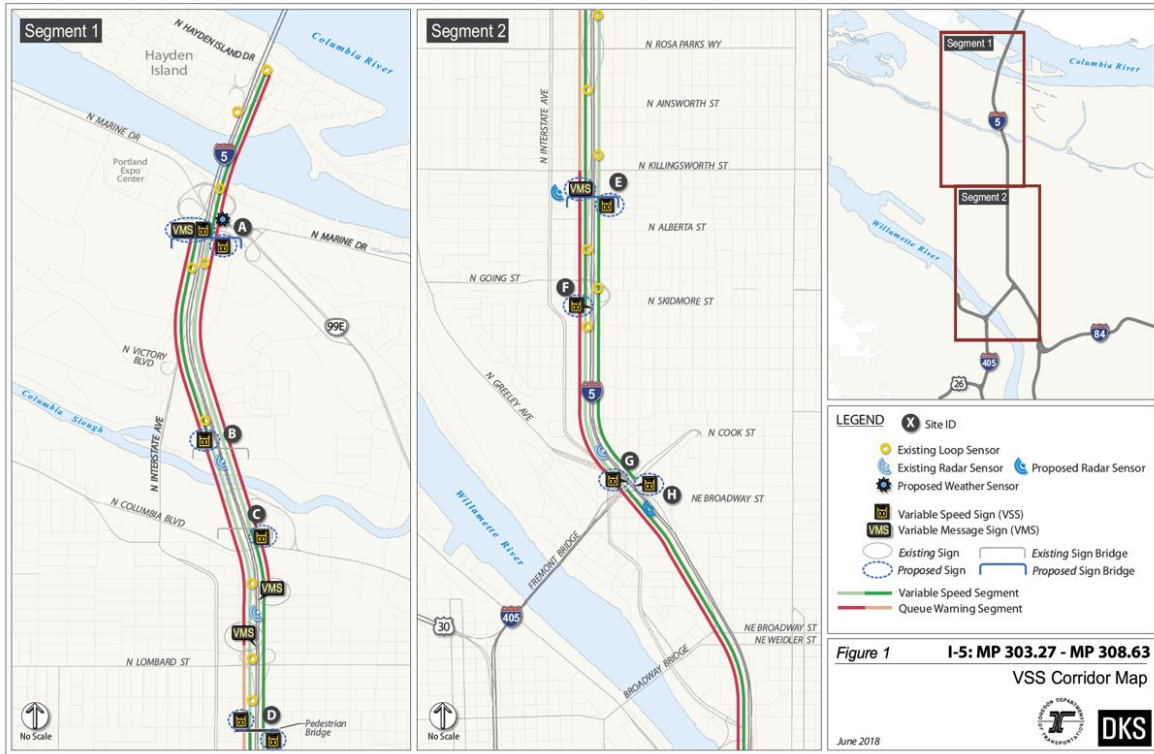 Segment 1
N HAYDEN ISLAND DR
Hayden
Island
Columbia River
N MARINE DR
5
Portland
Expo
Center
A
VMS
N MARINE DR
99E
N VICTORY
BLVD
Columbia Slough
N INTERSTATE AVE
B
N COLUMBIA BLVD
C
VMS
VMS
N LOMBARD ST
D
Pedestrian
Bridge
No Scale
Segment 2
N ROSA PARKS WY
N INTERSTATE AVE
N AINSWORTH ST
N KILLINGSWORTH ST
VMS
E
N ALBERTA ST
N GOING ST
F
N SKIDMORE ST
5
N GREELEY AVE
N COOK ST
G
H
NE BROADWAY ST
Willamette River
FREMONT BRIDGE
405
30
NE BROADWAY ST
NE WEIDLER ST
BROADWAY BRIDGE
No Scale
Segment 1
Columbia River
5
Segment 2
Willamette River
84
405
26
LEGEND
X Site ID
Existing Loop Sensor
Existing Radar Sensor
Proposed Radar Sensor
Proposed Weather Sensor
Variable Speed Sign (VSS)
VMS Variable Message Sign (VMS)
Existing Sign
Existing Sign Bridge
Proposed Sign
Proposed Sign Bridge
Variable Speed Segment
Queue Warning Segment
Figure 1
I-5: MP 303.27 - MP 308.63
VSS Corridor Map
OREGON DEPARTMENT
OF TRANSPORTATION
DKS
June 2018